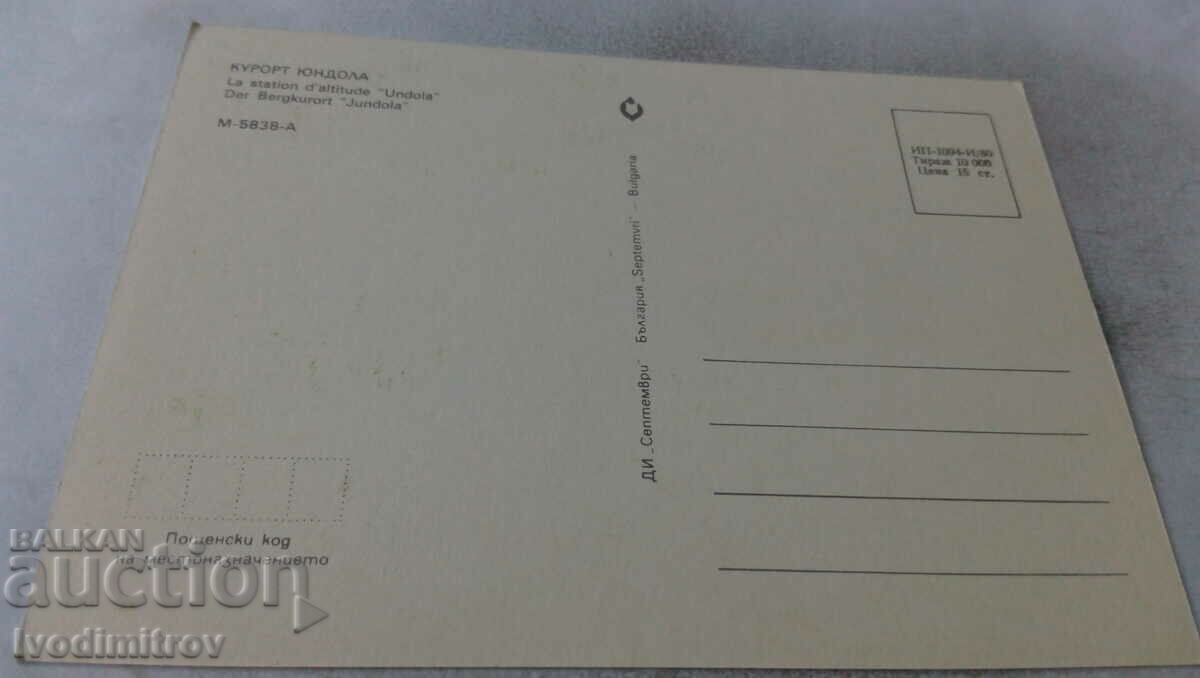 КУРОРТ ЮНДОЛА
La station d'altitude "Undola"
Der Bergkurort "Jundola"
М-5838-А
ДИ „Септември" България „Septemvri" – Bulgaria
ИП-1094-И/80
Тираж 10 000
Цена 15 ст.
Пощенски код
на местоназначението
BALKAN
auction
Ivodimitrov